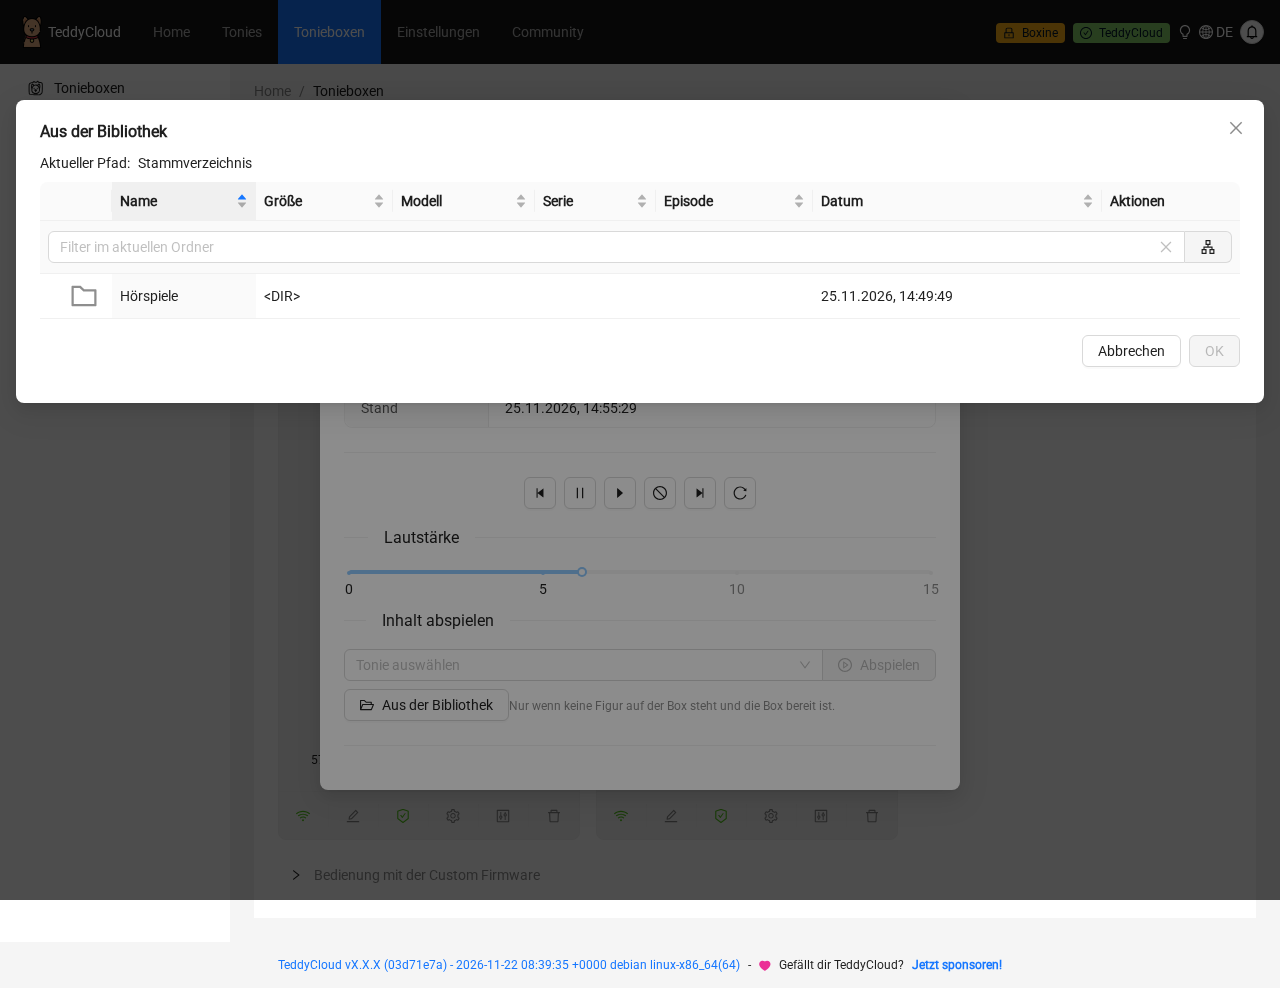 TeddyCloud Home Tonies Tonieboxen Einstellungen Community Boxine TeddyCloud DE
Tonieboxen
Home / Tonieboxen
Aus der Bibliothek
Aktueller Pfad: Stammverzeichnis
Name Größe Modell Serie Episode Datum Aktionen
Filter im aktuellen Ordner
Hörspiele <DIR> 25.11.2026, 14:49:49
Abbrechen OK
Stand 25.11.2026, 14:55:29
Lautstärke
0 5 10 15
Inhalt abspielen
Tonie auswählen Abspielen
Aus der Bibliothek Nur wenn keine Figur auf der Box steht und die Box bereit ist.
Bedienung mit der Custom Firmware
TeddyCloud vX.X.X (03d71e7a) - 2026-11-22 08:39:35 +0000 debian linux-x86_64(64) - Gefällt dir TeddyCloud? Jetzt sponsoren!